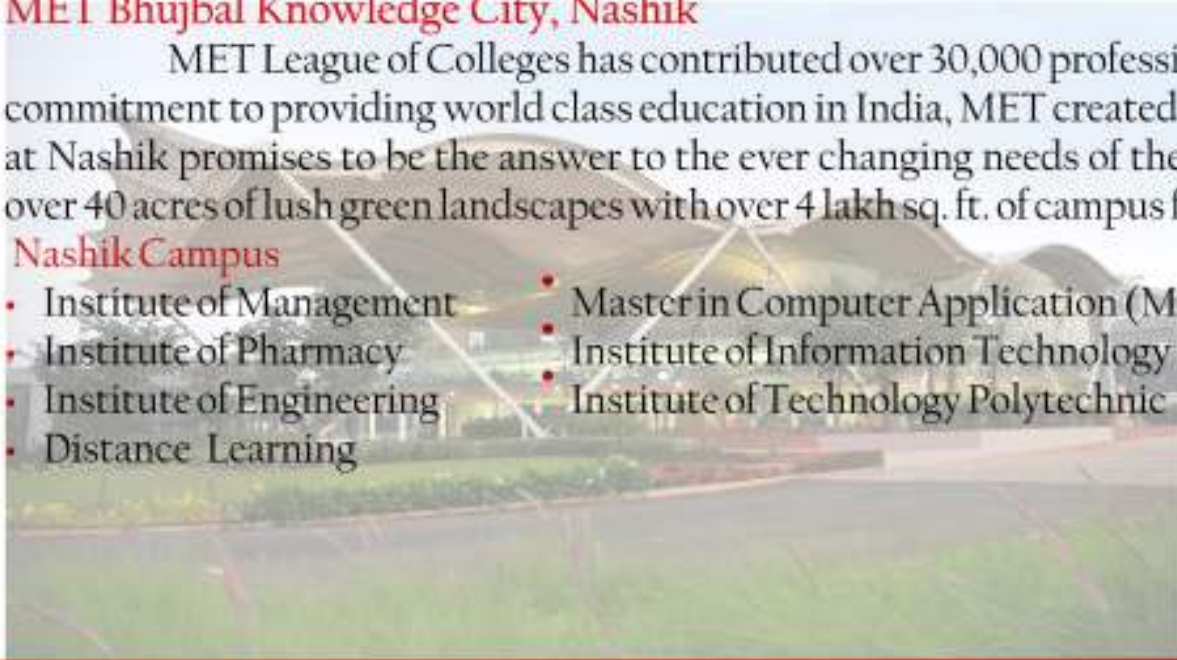 MET Bhujbal Knowledge City, Nashik
MET League of Colleges has contributed over 30,000 professi
commitment to providing world class education in India, MET created
at Nashik promises to be the answer to the ever changing needs of the
over 40 acres of lush green landscapes with over 4 lakh sq. ft. of campus
Nashik Campus
• Institute of Management
• Institute of Pharmacy
• Institute of Engineering
• Distance Learning
• Master in Computer Application (M
• Institute of Information Technology
• Institute of Technology Polytechnic